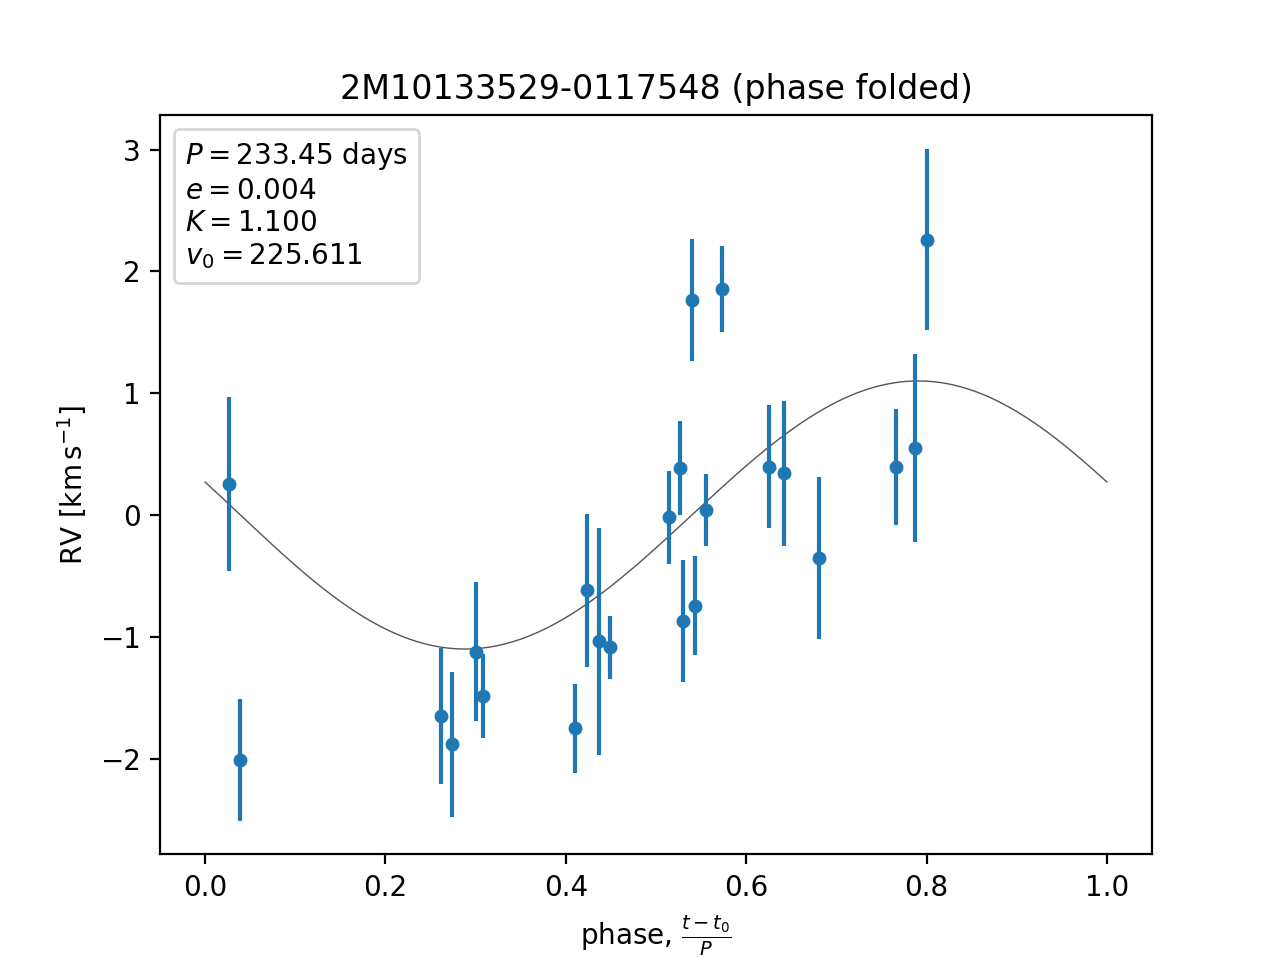 2M10133529-0117548 (phase folded)
P = 233.45 days
e = 0.004
K = 1.100
v₀ = 225.611
3
2
1
0
−1
−2
RV [km s⁻¹]
0.0 0.2 0.4 0.6 0.8 1.0
phase, (t − t₀)/P